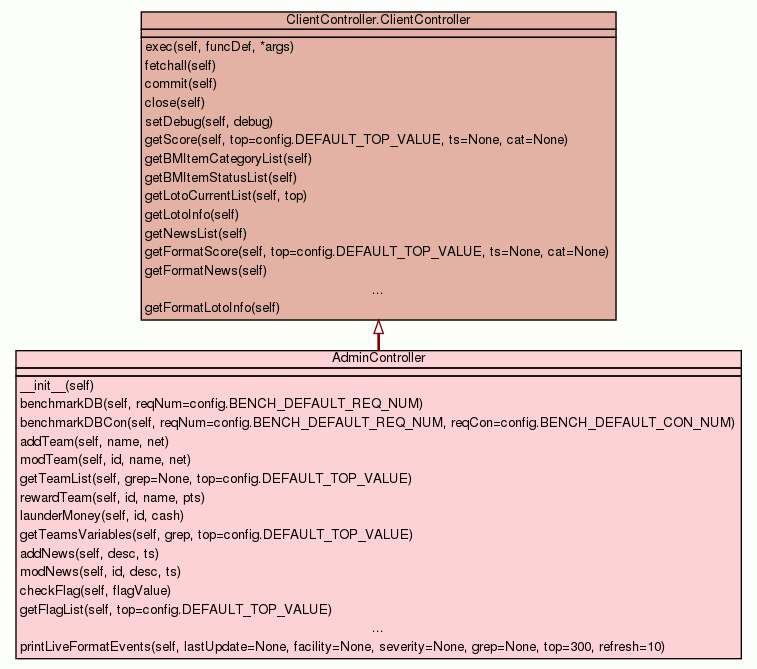 ClientController.ClientController
exec(self, funcDef, *args)
fetchall(self)
commit(self)
close(self)
setDebug(self, debug)
getScore(self, top=config.DEFAULT_TOP_VALUE, ts=None, cat=None)
getBMItemCategoryList(self)
getBMItemStatusList(self)
getLotoCurrentList(self, top)
getLotoInfo(self)
getNewsList(self)
getFormatScore(self, top=config.DEFAULT_TOP_VALUE, ts=None, cat=None)
getFormatNews(self)
...
getFormatLotoInfo(self)
AdminController
__init__(self)
benchmarkDB(self, reqNum=config.BENCH_DEFAULT_REQ_NUM)
benchmarkDBCon(self, reqNum=config.BENCH_DEFAULT_REQ_NUM, reqCon=config.BENCH_DEFAULT_CON_NUM)
addTeam(self, name, net)
modTeam(self, id, name, net)
getTeamList(self, grep=None, top=config.DEFAULT_TOP_VALUE)
rewardTeam(self, id, name, pts)
launderMoney(self, id, cash)
getTeamsVariables(self, grep, top=config.DEFAULT_TOP_VALUE)
addNews(self, desc, ts)
modNews(self, id, desc, ts)
checkFlag(self, flagValue)
getFlagList(self, top=config.DEFAULT_TOP_VALUE)
...
printLiveFormatEvents(self, lastUpdate=None, facility=None, severity=None, grep=None, top=300, refresh=10)